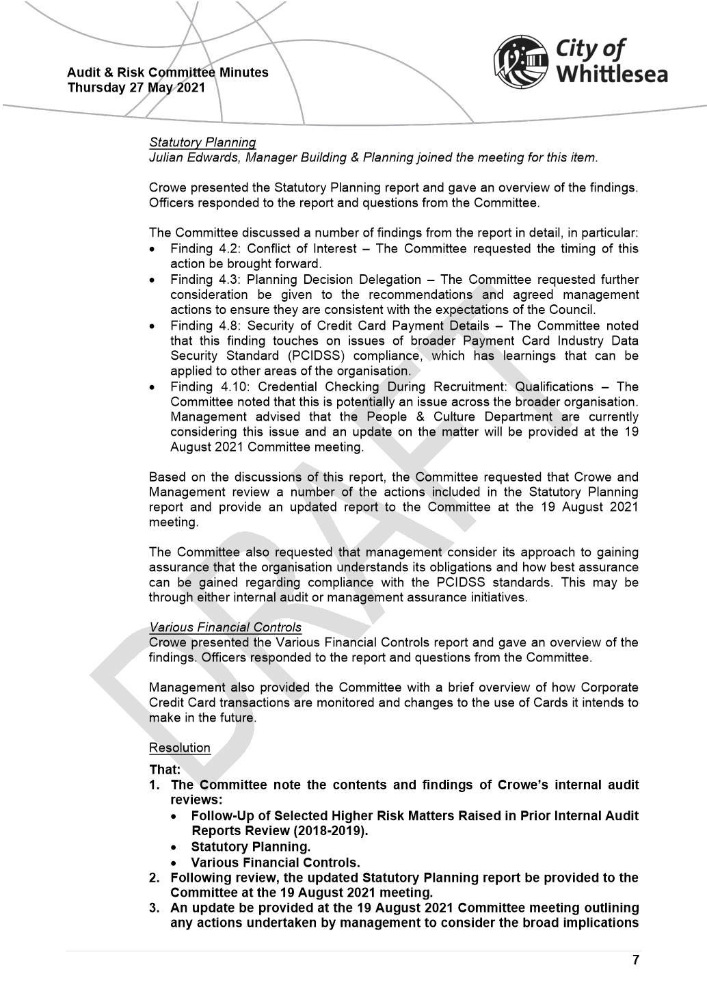 City of
Whittlesea
Audit & Risk Committee Minutes
Thursday 27 May 2021
Statutory Planning
Julian Edwards, Manager Building & Planning joined the meeting for this item.
Crowe presented the Statutory Planning report and gave an overview of the findings.
Officers responded to the report and questions from the Committee.
The Committee discussed a number of findings from the report in detail, in particular:
• Finding 4.2: Conflict of Interest – The Committee requested the timing of this
action be brought forward.
• Finding 4.3: Planning Decision Delegation – The Committee requested further
consideration be given to the recommendations and agreed management
actions to ensure they are consistent with the expectations of the Council.
• Finding 4.8: Security of Credit Card Payment Details – The Committee noted
that this finding touches on issues of broader Payment Card Industry Data
Security Standard (PCIDSS) compliance, which has learnings that can be
applied to other areas of the organisation.
• Finding 4.10: Credential Checking During Recruitment: Qualifications – The
Committee noted that this is potentially an issue across the broader organisation.
Management advised that the People & Culture Department are currently
considering this issue and an update on the matter will be provided at the 19
August 2021 Committee meeting.
Based on the discussions of this report, the Committee requested that Crowe and
Management review a number of the actions included in the Statutory Planning
report and provide an updated report to the Committee at the 19 August 2021
meeting.
The Committee also requested that management consider its approach to gaining
assurance that the organisation understands its obligations and how best assurance
can be gained regarding compliance with the PCIDSS standards. This may be
through either internal audit or management assurance initiatives.
Various Financial Controls
Crowe presented the Various Financial Controls report and gave an overview of the
findings. Officers responded to the report and questions from the Committee.
Management also provided the Committee with a brief overview of how Corporate
Credit Card transactions are monitored and changes to the use of Cards it intends to
make in the future.
Resolution
That:
1. The Committee note the contents and findings of Crowe’s internal audit
reviews:
• Follow-Up of Selected Higher Risk Matters Raised in Prior Internal Audit
Reports Review (2018-2019).
• Statutory Planning.
• Various Financial Controls.
2. Following review, the updated Statutory Planning report be provided to the
Committee at the 19 August 2021 meeting.
3. An update be provided at the 19 August 2021 Committee meeting outlining
any actions undertaken by management to consider the broad implications
7
DRAFT